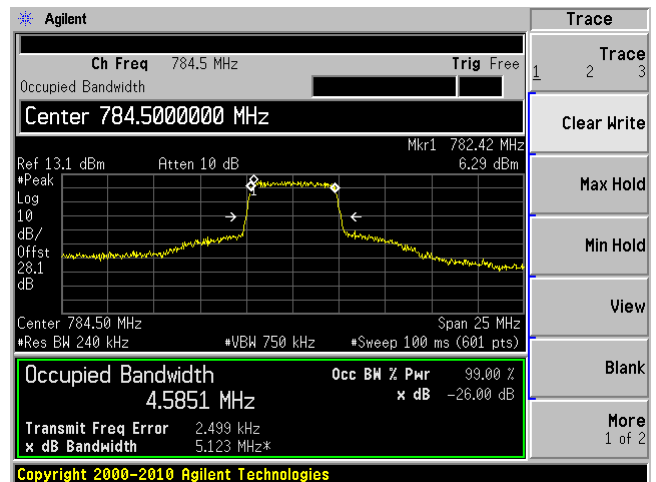 Agilent
Trace
Ch Freq 784.5 MHz Trig Free
Occupied Bandwidth
Center 784.5000000 MHz
Mkr1 782.42 MHz
Ref 13.1 dBm Atten 10 dB 6.29 dBm
#Peak
Log
10
dB/
Offst
28.1
dB
1
Center 784.50 MHz Span 25 MHz
#Res BW 240 kHz #VBW 750 kHz #Sweep 100 ms (601 pts)
Occupied Bandwidth Occ BW % Pwr 99.00 %
4.5851 MHz x dB -26.00 dB
Transmit Freq Error 2.499 kHz
x dB Bandwidth 5.123 MHz*
Copyright 2000-2010 Agilent Technologies
Trace
1 2 3
Clear Write
Max Hold
Min Hold
View
Blank
More
1 of 2